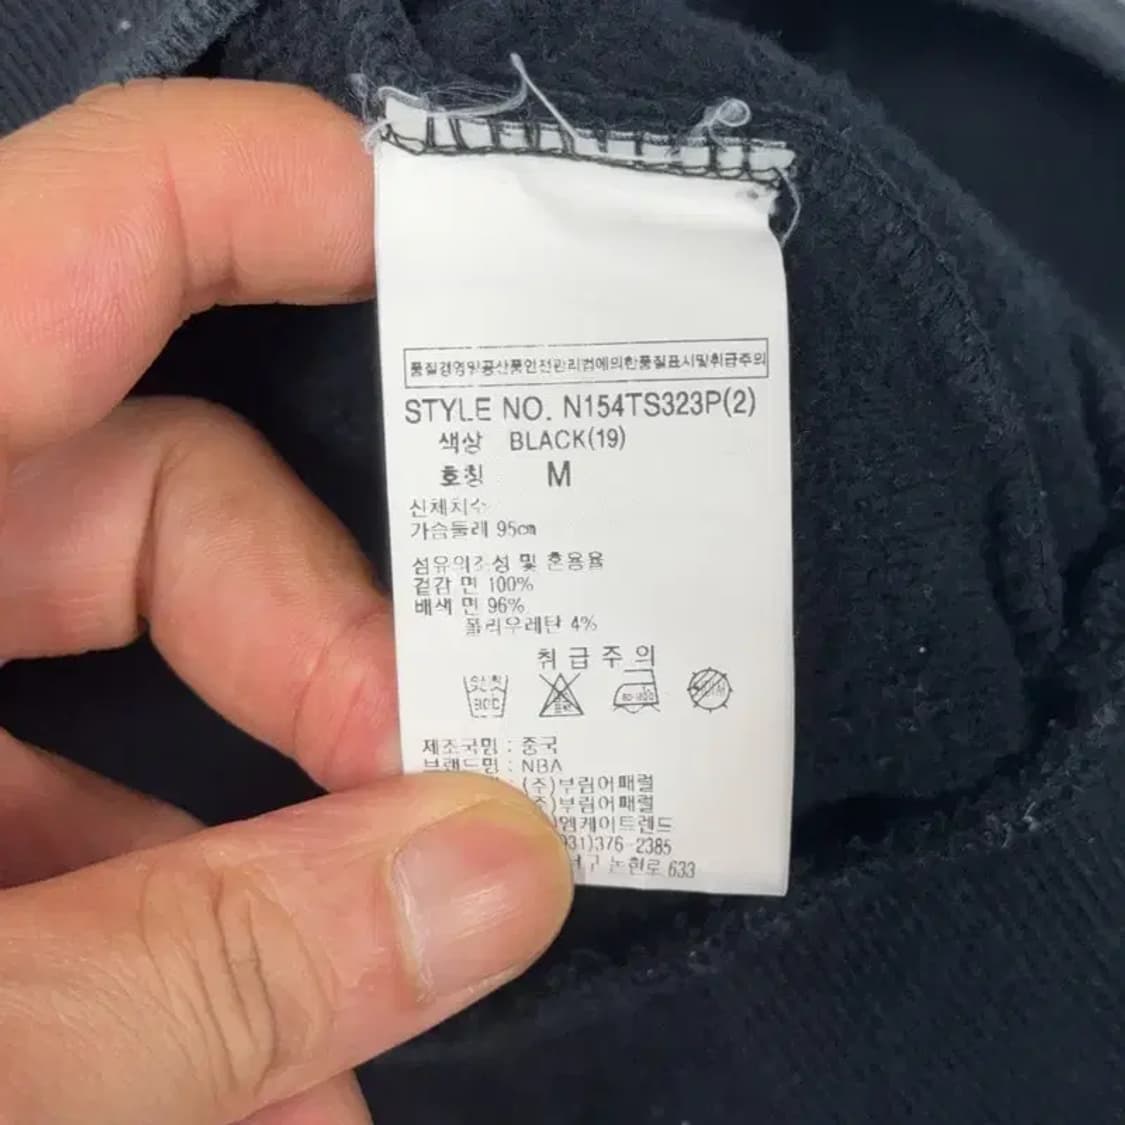 품질경영및공산품안전관리법에의한품질표시및취급주의
STYLE NO. N154TS323P(2)
색상 BLACK(19)
호칭 M
신체치수
가슴둘레 95cm
섬유의조성 및 혼용율
겉감 면 100%
배색 면 96%
폴리우레탄 4%
취급주의
제조국명 : 중국
브랜드명 : NBA
: (주)부림어패럴
주)부림어패럴
)엠케이트렌드
031)376-2385
논현로 633